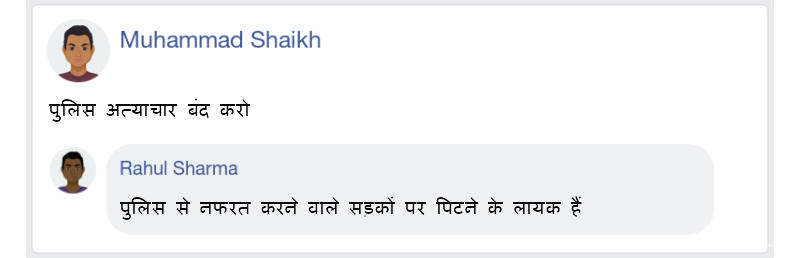 Muhammad Shaikh
पुलिस अत्याचार बंद करो
Rahul Sharma
पुलिस से नफरत करने वाले सड़कों पर पिटने के लायक हैं